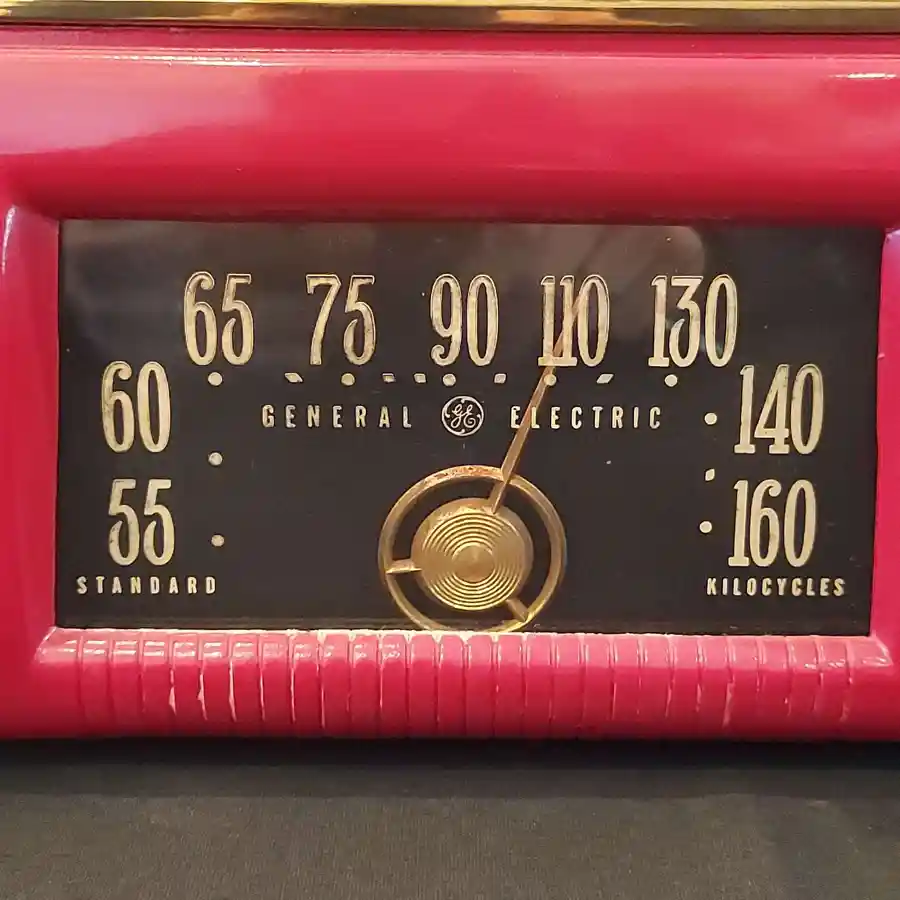 65 75 90 110 130
60 140
GENERAL GE ELECTRIC
55 160
STANDARD KILOCYCLES